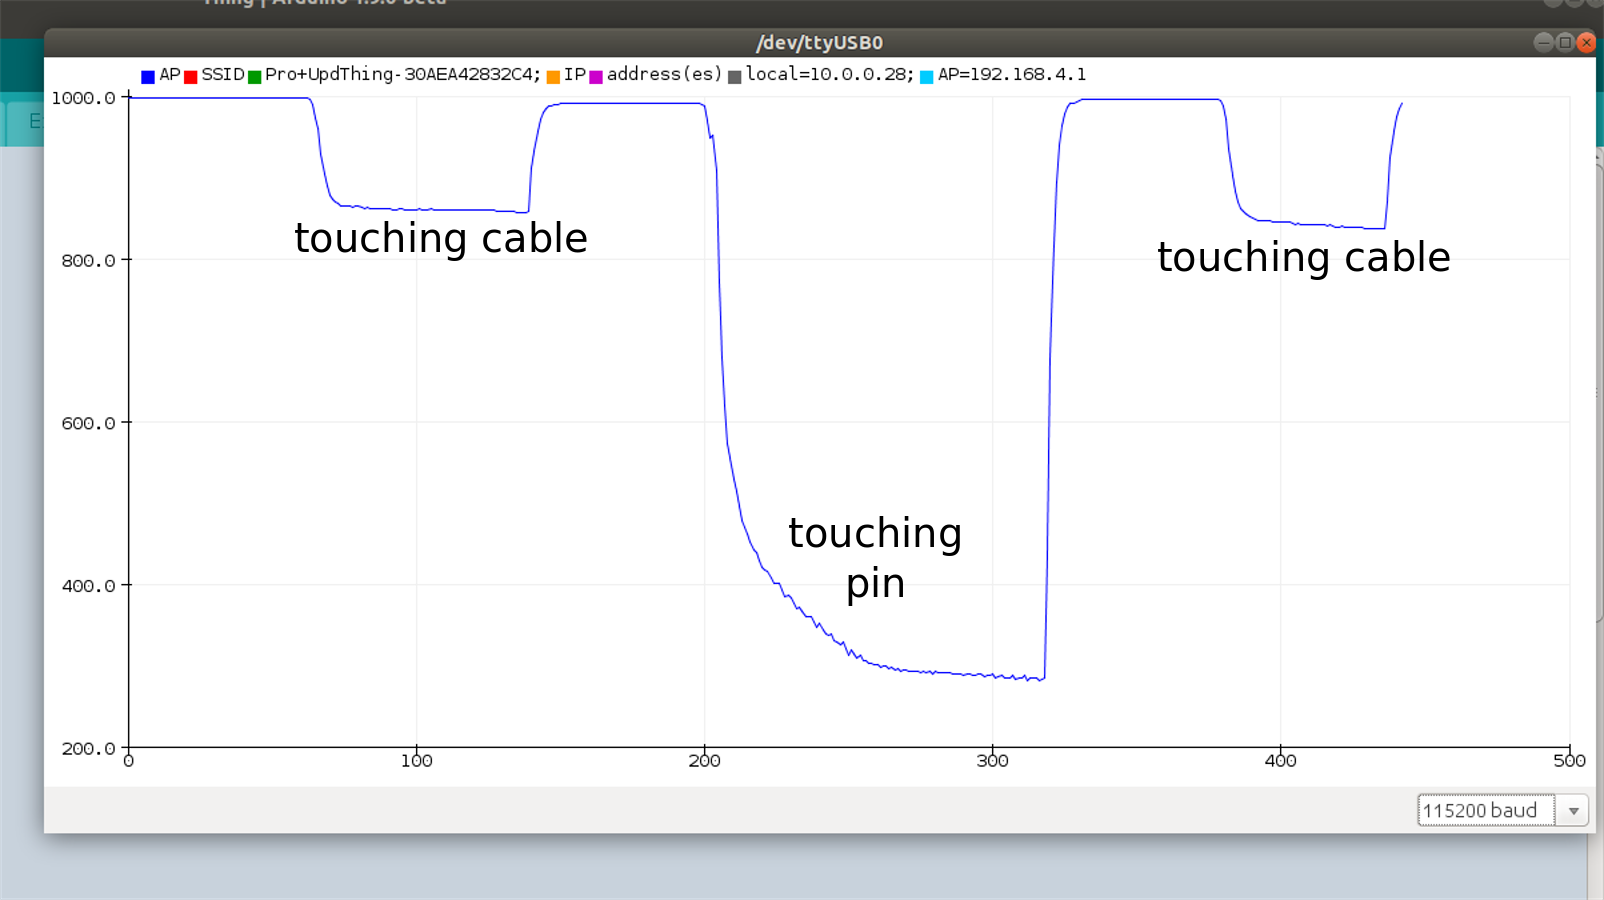 /dev/ttyUSB0
AP SSID Pro+UpdThing-30AEA42832C4; IP address(es) local=10.0.0.28; AP=192.168.4.1
1000.0
touching cable
touching cable
800.0
600.0
touching
pin
400.0
200.0
0 100 200 300 400 500
115200 baud